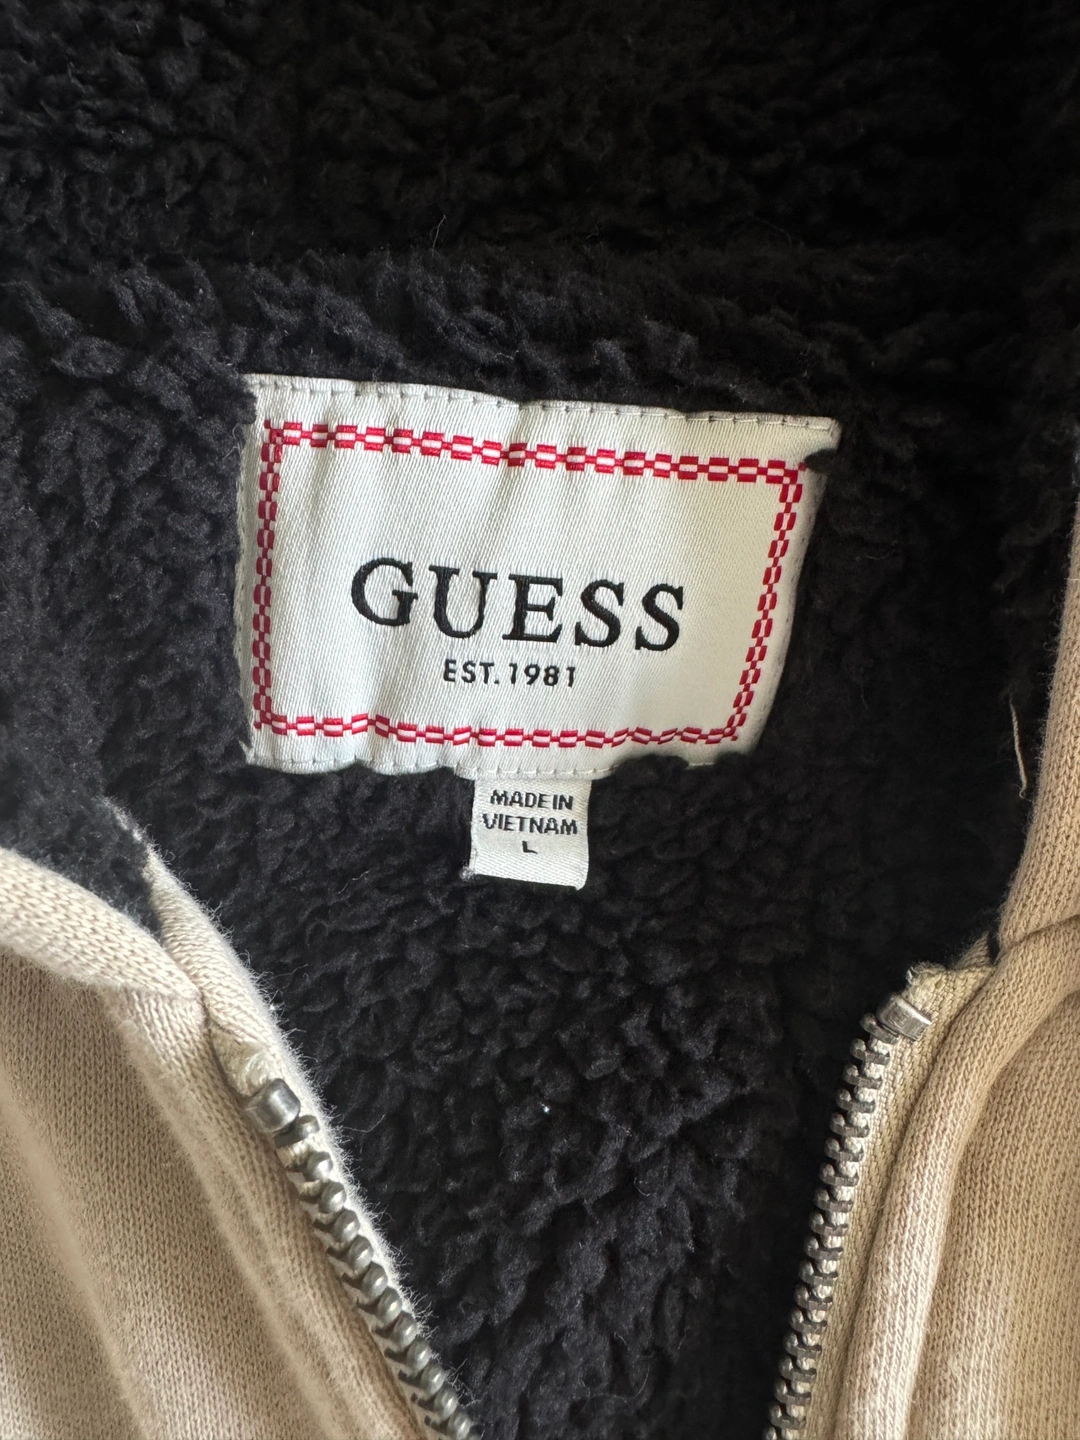 GUESS
EST. 1981
MADE IN
VIETNAM
L